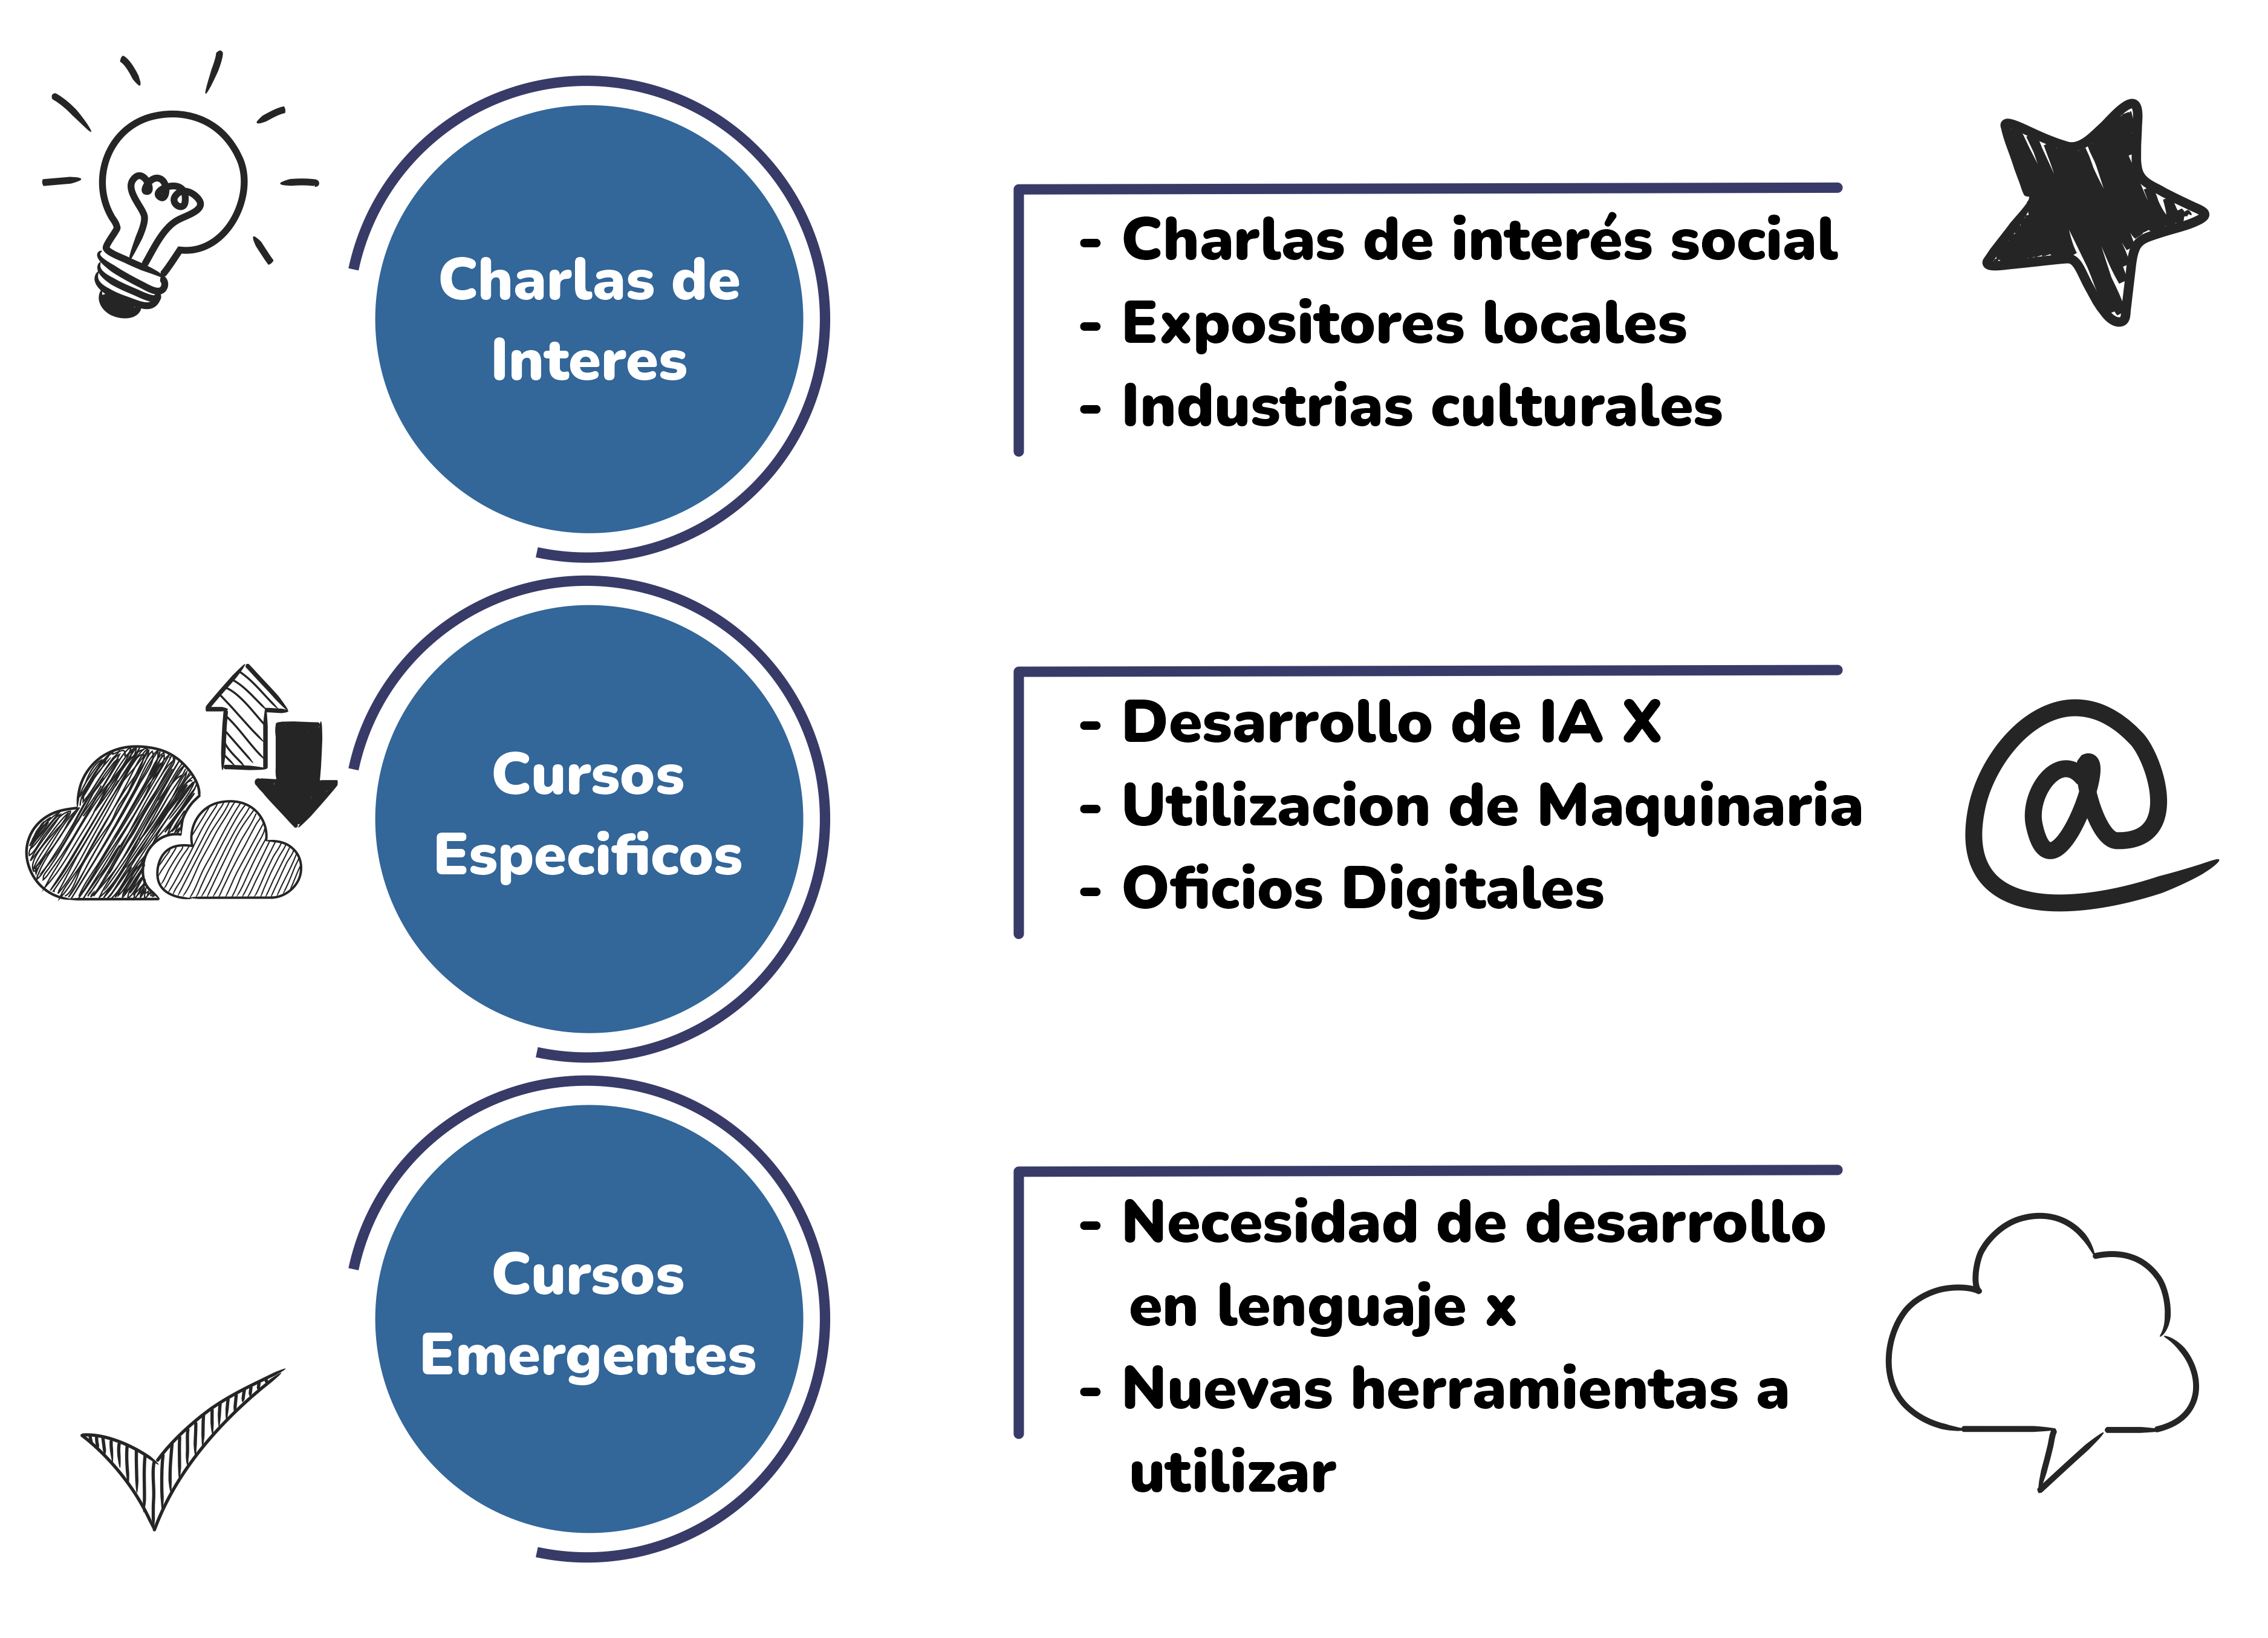 Charlas de
Interes
- Charlas de interés social
- Expositores locales
- Industrias culturales
Cursos
Especificos
- Desarrollo de IA X
- Utilizacion de Maquinaria
- Oficios Digitales
Cursos
Emergentes
- Necesidad de desarrollo
en lenguaje x
- Nuevas herramientas a
utilizar